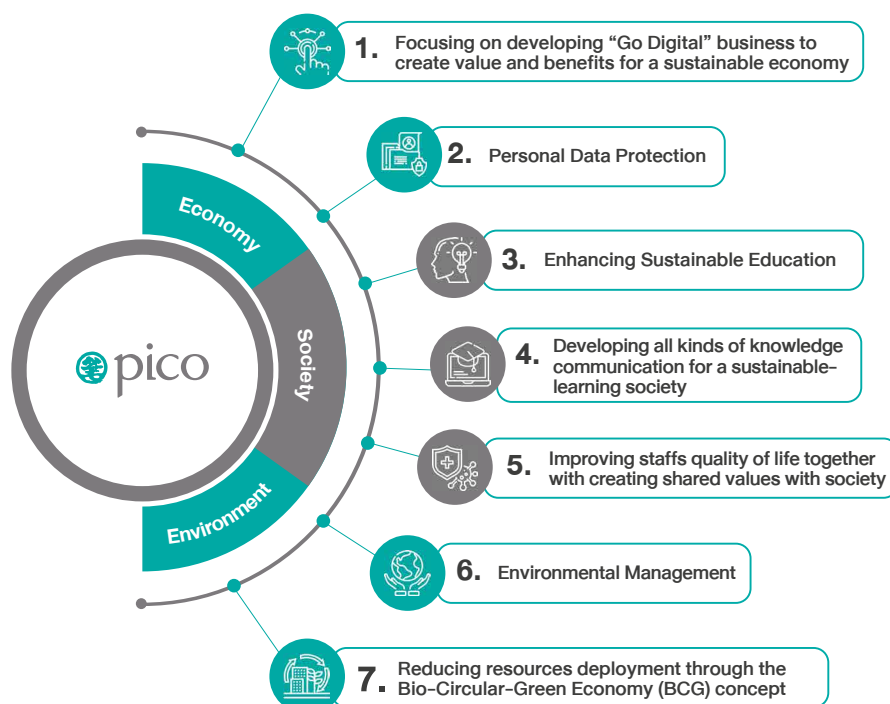 1. Focusing on developing “Go Digital” business to
create value and benefits for a sustainable economy
2. Personal Data Protection
Economy
3. Enhancing Sustainable Education
Society
pico
4. Developing all kinds of knowledge
communication for a sustainable-
learning society
5. Improving staffs quality of life together
with creating shared values with society
Environment
6. Environmental Management
7. Reducing resources deployment through the
Bio-Circular-Green Economy (BCG) concept